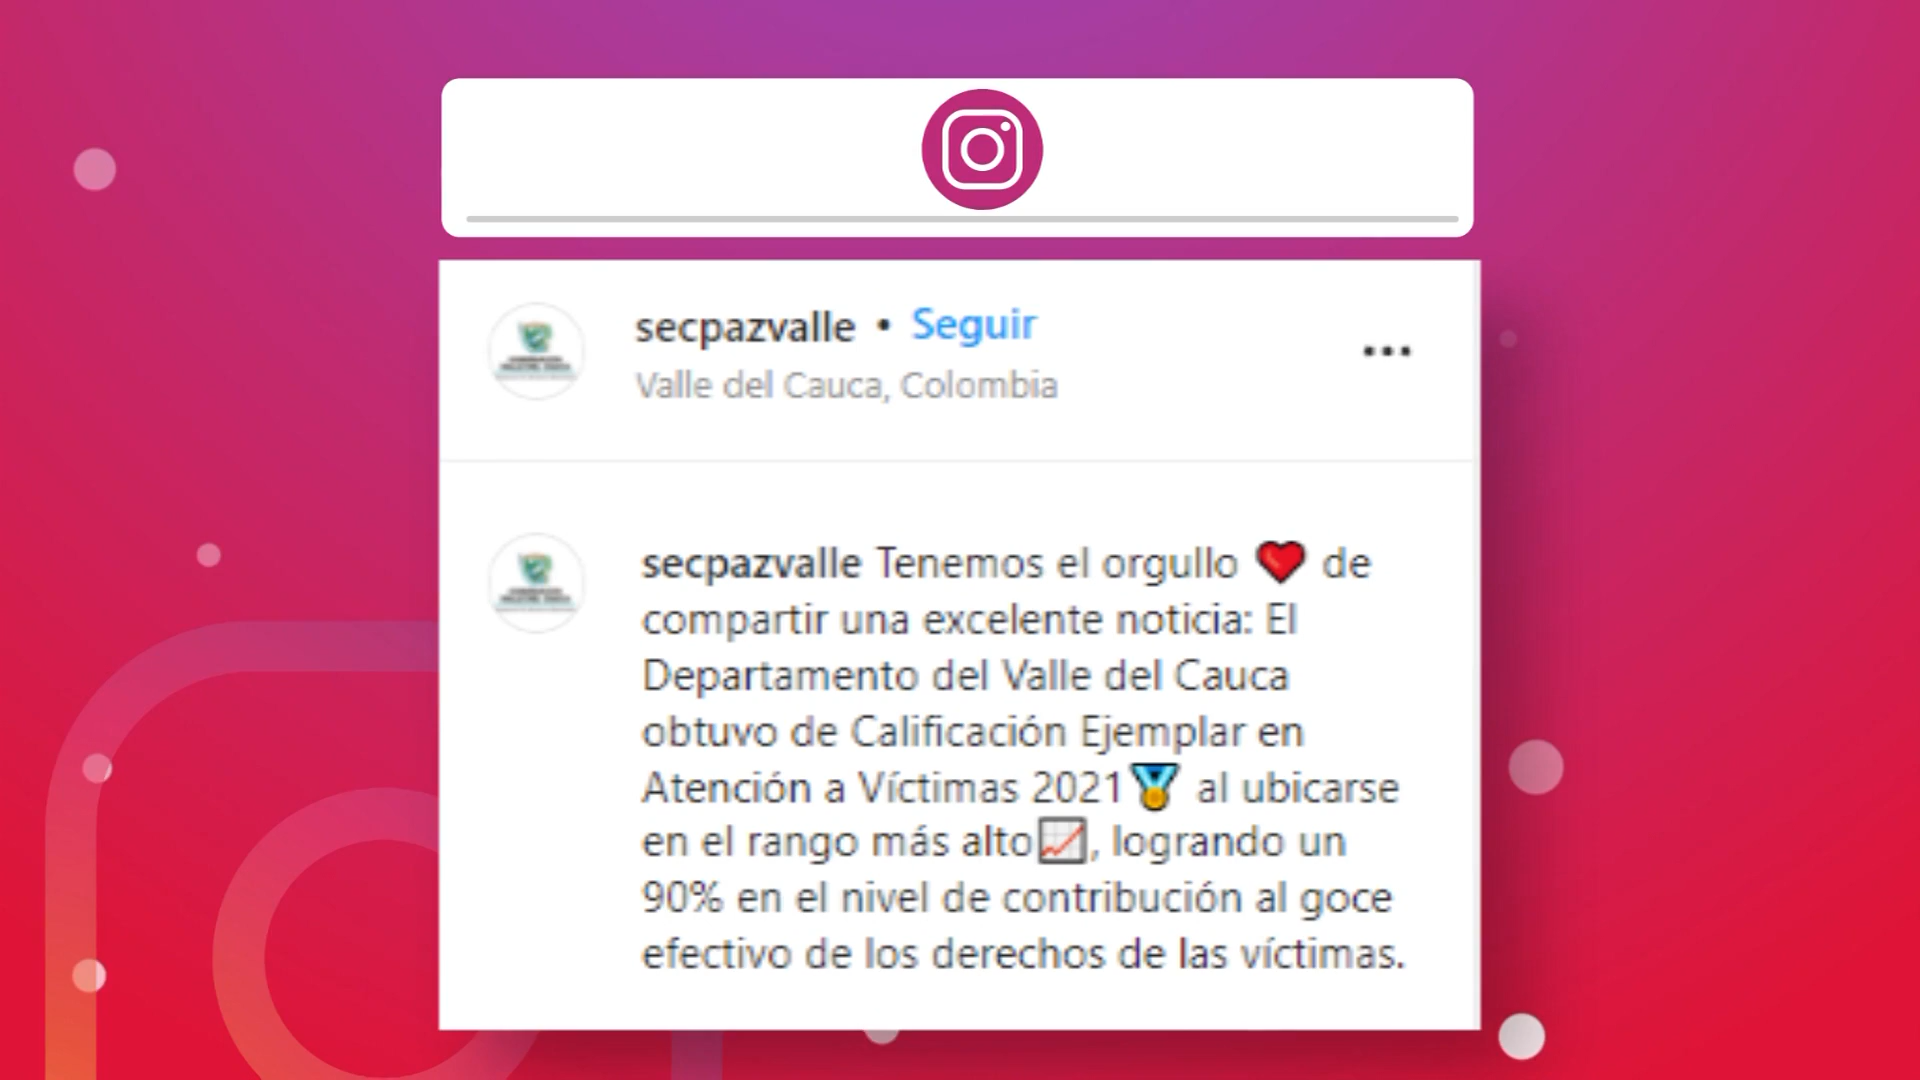 secpazvalle • Seguir
Valle del Cauca, Colombia
secpazvalle Tenemos el orgullo ❤️ de
compartir una excelente noticia: El
Departamento del Valle del Cauca
obtuvo de Calificación Ejemplar en
Atención a Víctimas 2021🏅 al ubicarse
en el rango más alto📈, logrando un
90% en el nivel de contribución al goce
efectivo de los derechos de las víctimas.